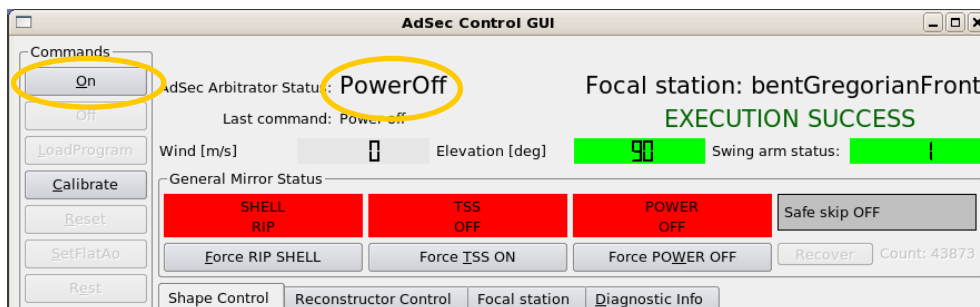 AdSec Control GUI
Commands
On
Off
LoadProgram
Calibrate
Reset
SetFlatAo
Rest
AdSec Arbitrator Status: PowerOff
Focal station: bentGregorianFront
Last command: Power off
EXECUTION SUCCESS
Wind [m/s] 0 Elevation [deg] 90 Swing arm status: 1
General Mirror Status
SHELL
RIP
TSS
OFF
POWER
OFF
Safe skip OFF
Force RIP SHELL
Force TSS ON
Force POWER OFF
Recover
Count: 43873
Shape Control
Reconstructor Control
Focal station
Diagnostic Info